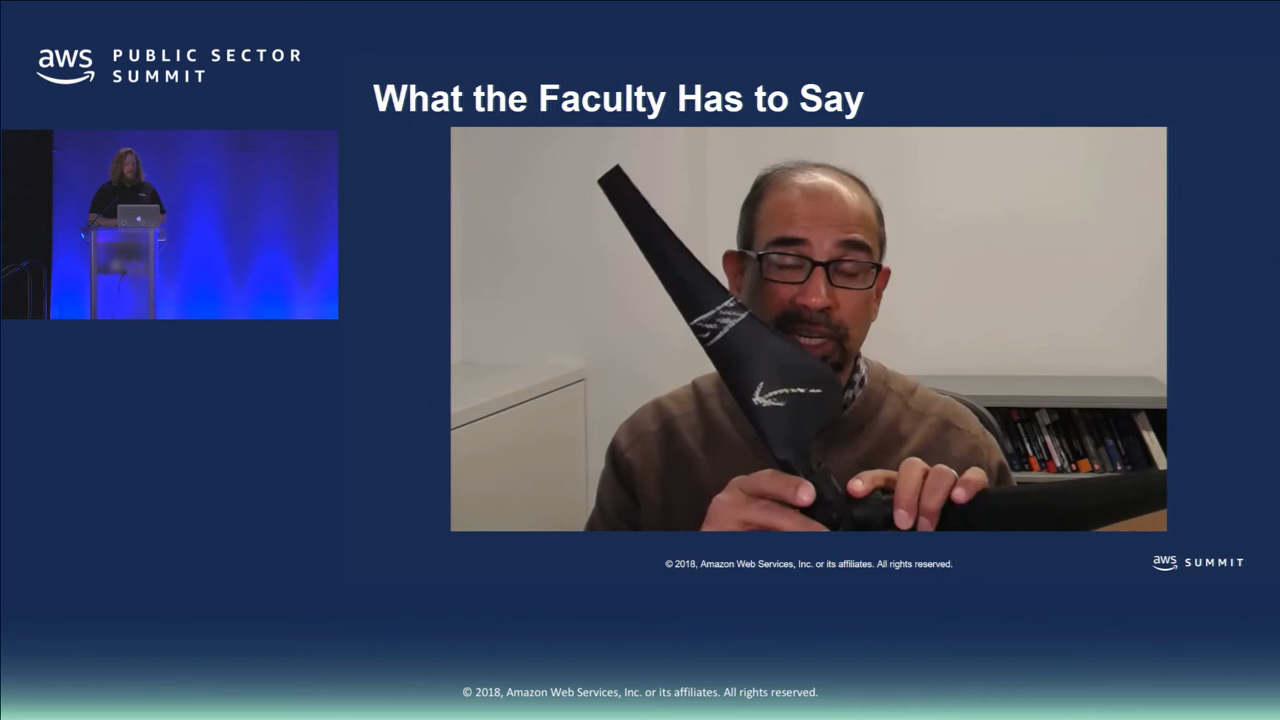 aws PUBLIC SECTOR
SUMMIT
What the Faculty Has to Say
© 2018, Amazon Web Services, Inc. or its affiliates. All rights reserved.
aws SUMMIT
© 2018, Amazon Web Services, Inc. or its affiliates. All rights reserved.